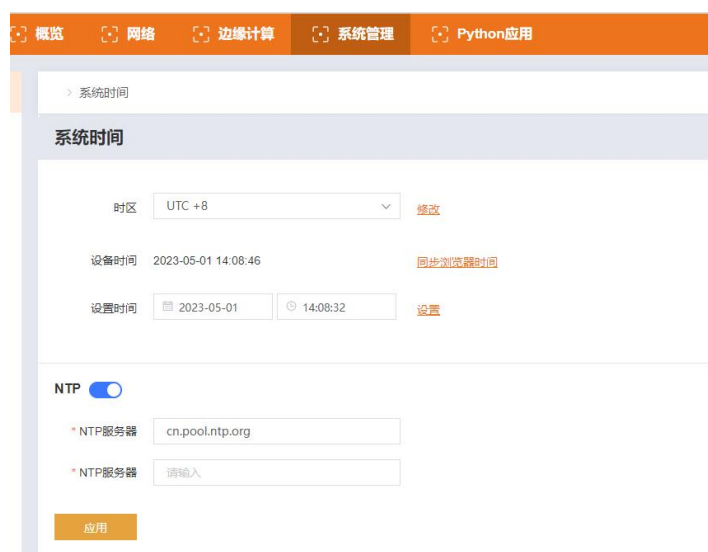 概览 网络 边缘计算 系统管理 Python应用
> 系统时间
系统时间
时区 UTC +8 修改
设备时间 2023-05-01 14:08:46 同步浏览器时间
设置时间 2023-05-01 14:08:32 设置
NTP
* NTP服务器 cn.pool.ntp.org
* NTP服务器 请输入
应用